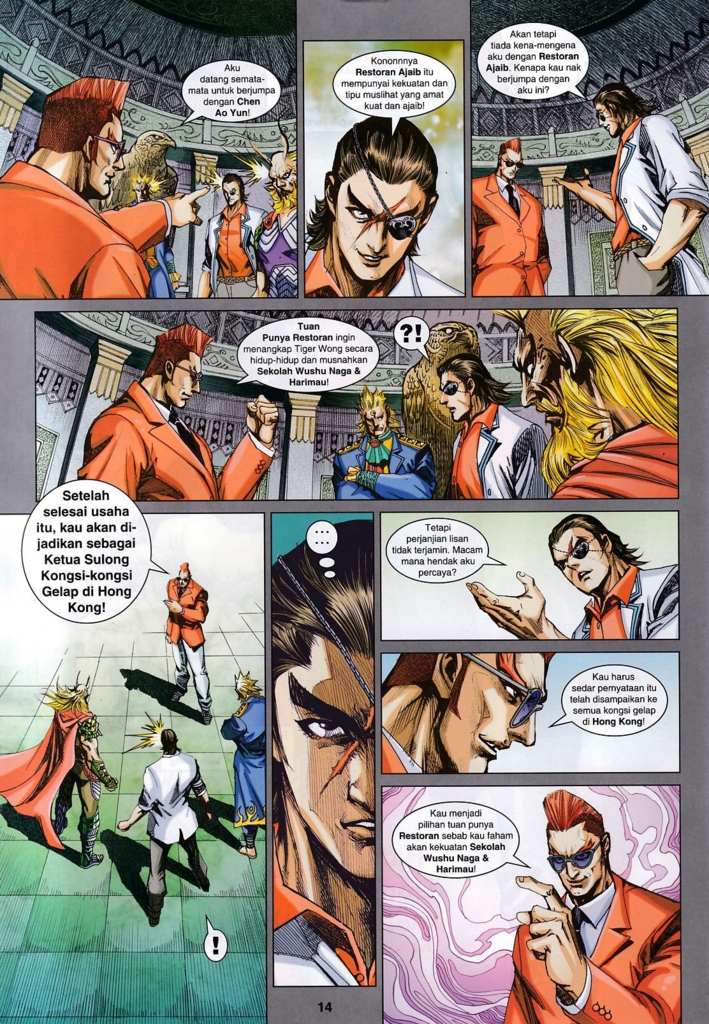 Aku
datang semata-
mata untuk berjumpa
dengan Chen
Ao Yun!
Kononnnya
Restoran Ajaib itu
mempunyai kekuatan dan
tipu muslihat yang amat
kuat dan ajaib!
Akan tetapi
tiada kena-mengena
aku dengan Restoran
Ajaib. Kenapa kau nak
berjumpa dengan
aku ini?
Tuan
Punya Restoran ingin
menangkap Tiger Wong secara
hidup-hidup dan musnahkan
Sekolah Wushu Naga &
Harimau!
?!
Setelah
selesai usaha
itu, kau akan di-
jadikan sebagai
Ketua Sulong
Kongsi-kongsi
Gelap di Hong
Kong!
!
...
...
Tetapi
perjanjian lisan
tidak terjamin. Macam
mana hendak aku
percaya?
Kau harus
sedar pernyataan itu
telah disampaikan ke
semua kongsi gelap
di Hong Kong!
Kau menjadi
pilihan tuan punya
Restoran sebab kau faham
akan kekuatan Sekolah
Wushu Naga &
Harimau!
14